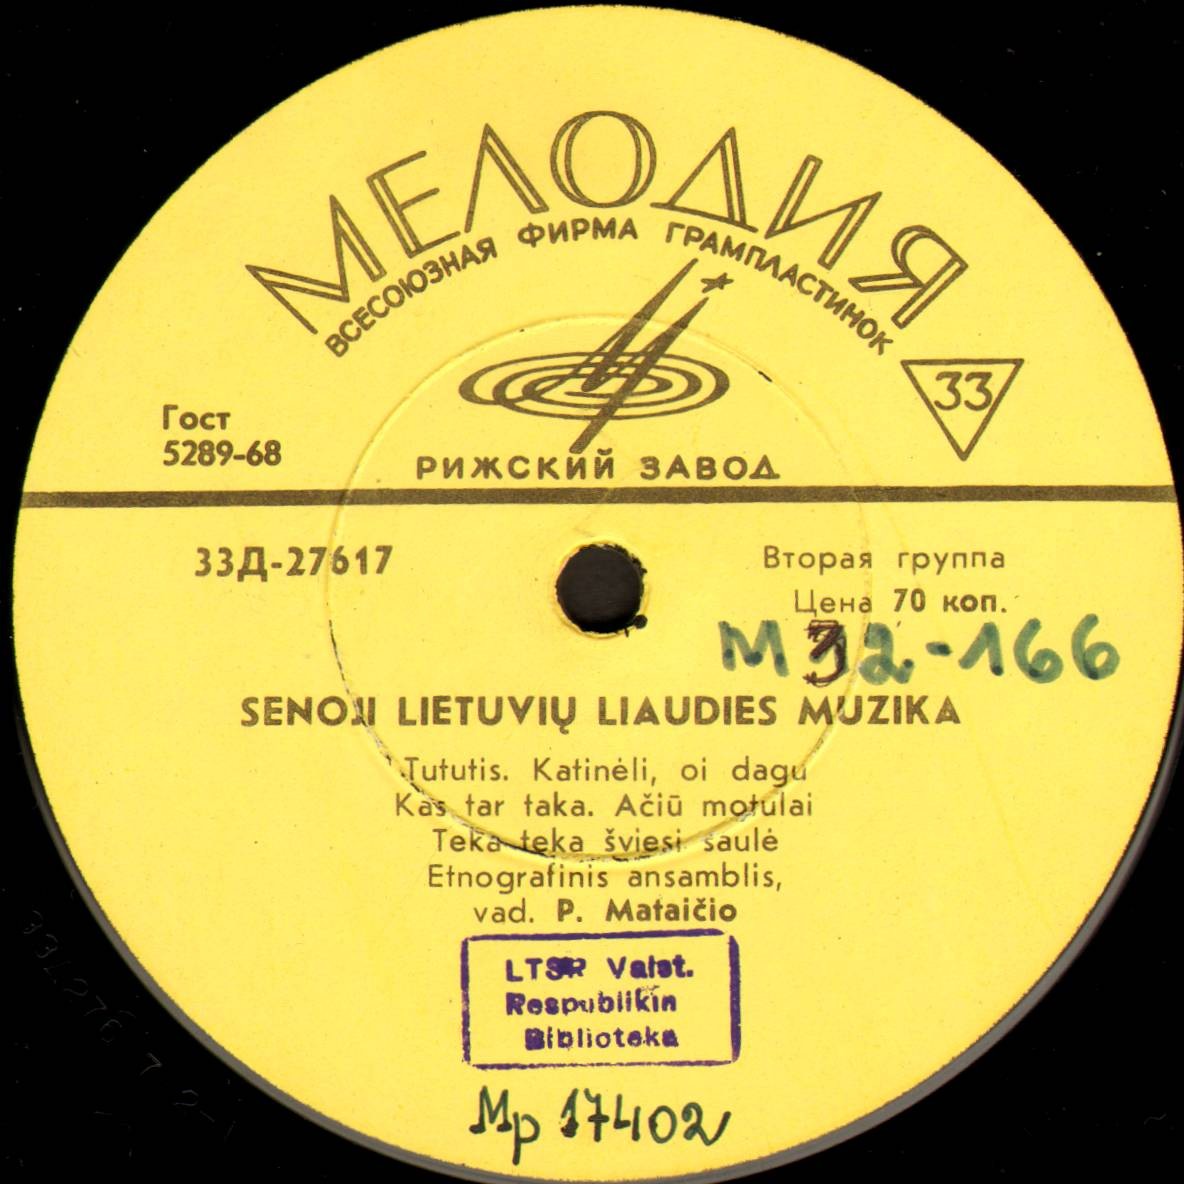 МЕЛОДИЯ
ВСЕСОЮЗНАЯ ФИРМА ГРАМПЛАСТИНОК
33
Гост
5289-68
РИЖСКИЙ ЗАВОД
33Д-27617
Вторая группа
Цена 70 коп.
M32-166
SENOJI LIETUVIŲ LIAUDIES MUZIKA
Tututis. Katinėli, oi dagu
Kas tar taka. Ačiū motulai
Teka teka šviesi saulė
Etnografinis ansamblis,
vad. P. Mataičio
LTSR Valst.
Respublikin
Biblioteka
Mp 17402